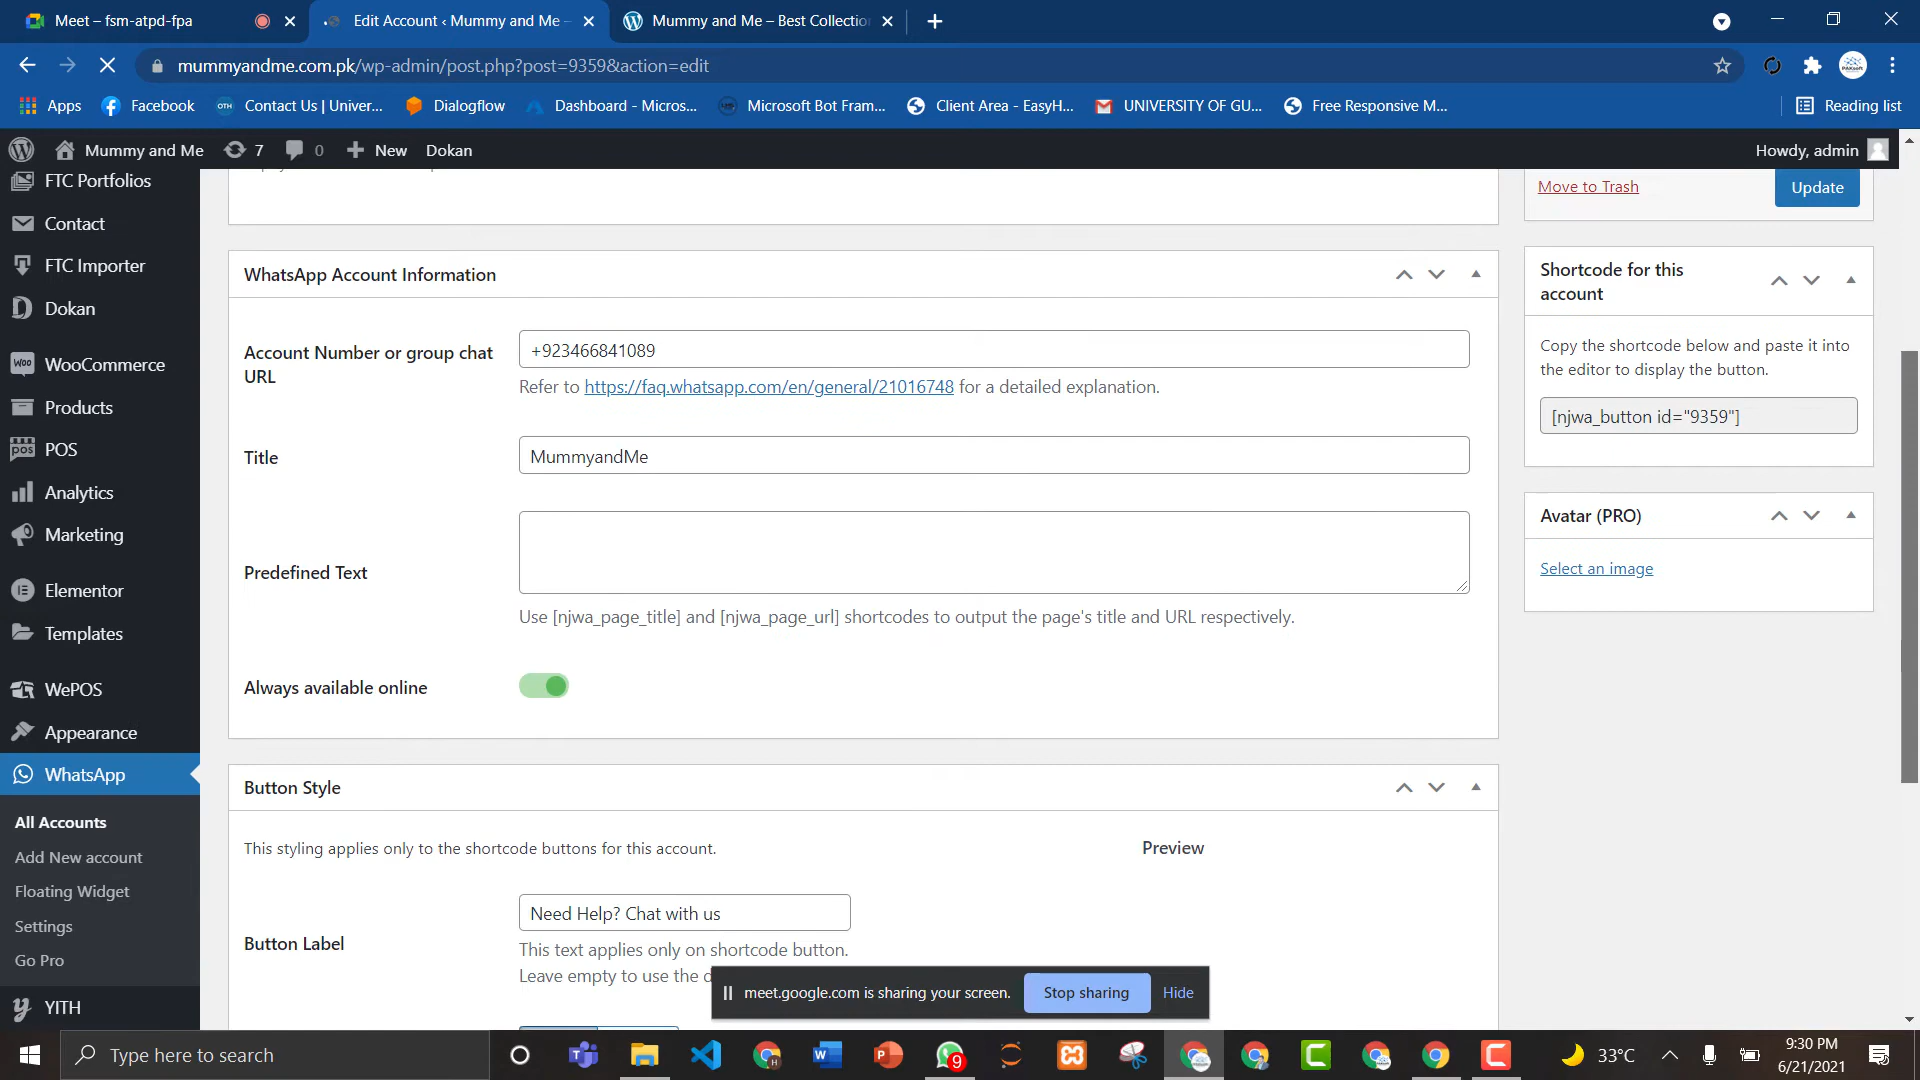 Meet – fsm-atpd-fpa
Edit Account ‹ Mummy and Me –
Mummy and Me – Best Collection
mummyandme.com.pk/wp-admin/post.php?post=9359&action=edit
Apps
Facebook
Contact Us | Univer...
Dialogflow
Dashboard - Micros...
Microsoft Bot Fram...
Client Area - EasyH...
UNIVERSITY OF GU...
Free Responsive M...
Reading list
Mummy and Me
7
0
New
Dokan
Howdy, admin
FTC Portfolios
Contact
FTC Importer
Dokan
WooCommerce
Products
POS
Analytics
Marketing
Elementor
Templates
WePOS
Appearance
WhatsApp
All Accounts
Add New account
Floating Widget
Settings
Go Pro
YITH
WhatsApp Account Information
Account Number or group chat
URL
+923466841089
Refer to https://faq.whatsapp.com/en/general/21016748 for a detailed explanation.
Title
MummyandMe
Predefined Text
Use [njwa_page_title] and [njwa_page_url] shortcodes to output the page's title and URL respectively.
Always available online
Button Style
This styling applies only to the shortcode buttons for this account.
Preview
Button Label
Need Help? Chat with us
This text applies only on shortcode button.
Leave empty to use the
Move to Trash
Update
Shortcode for this
account
Copy the shortcode below and paste it into
the editor to display the button.
[njwa_button id="9359"]
Avatar (PRO)
Select an image
meet.google.com is sharing your screen.
Stop sharing
Hide
Type here to search
9
33°C
9:30 PM
6/21/2021